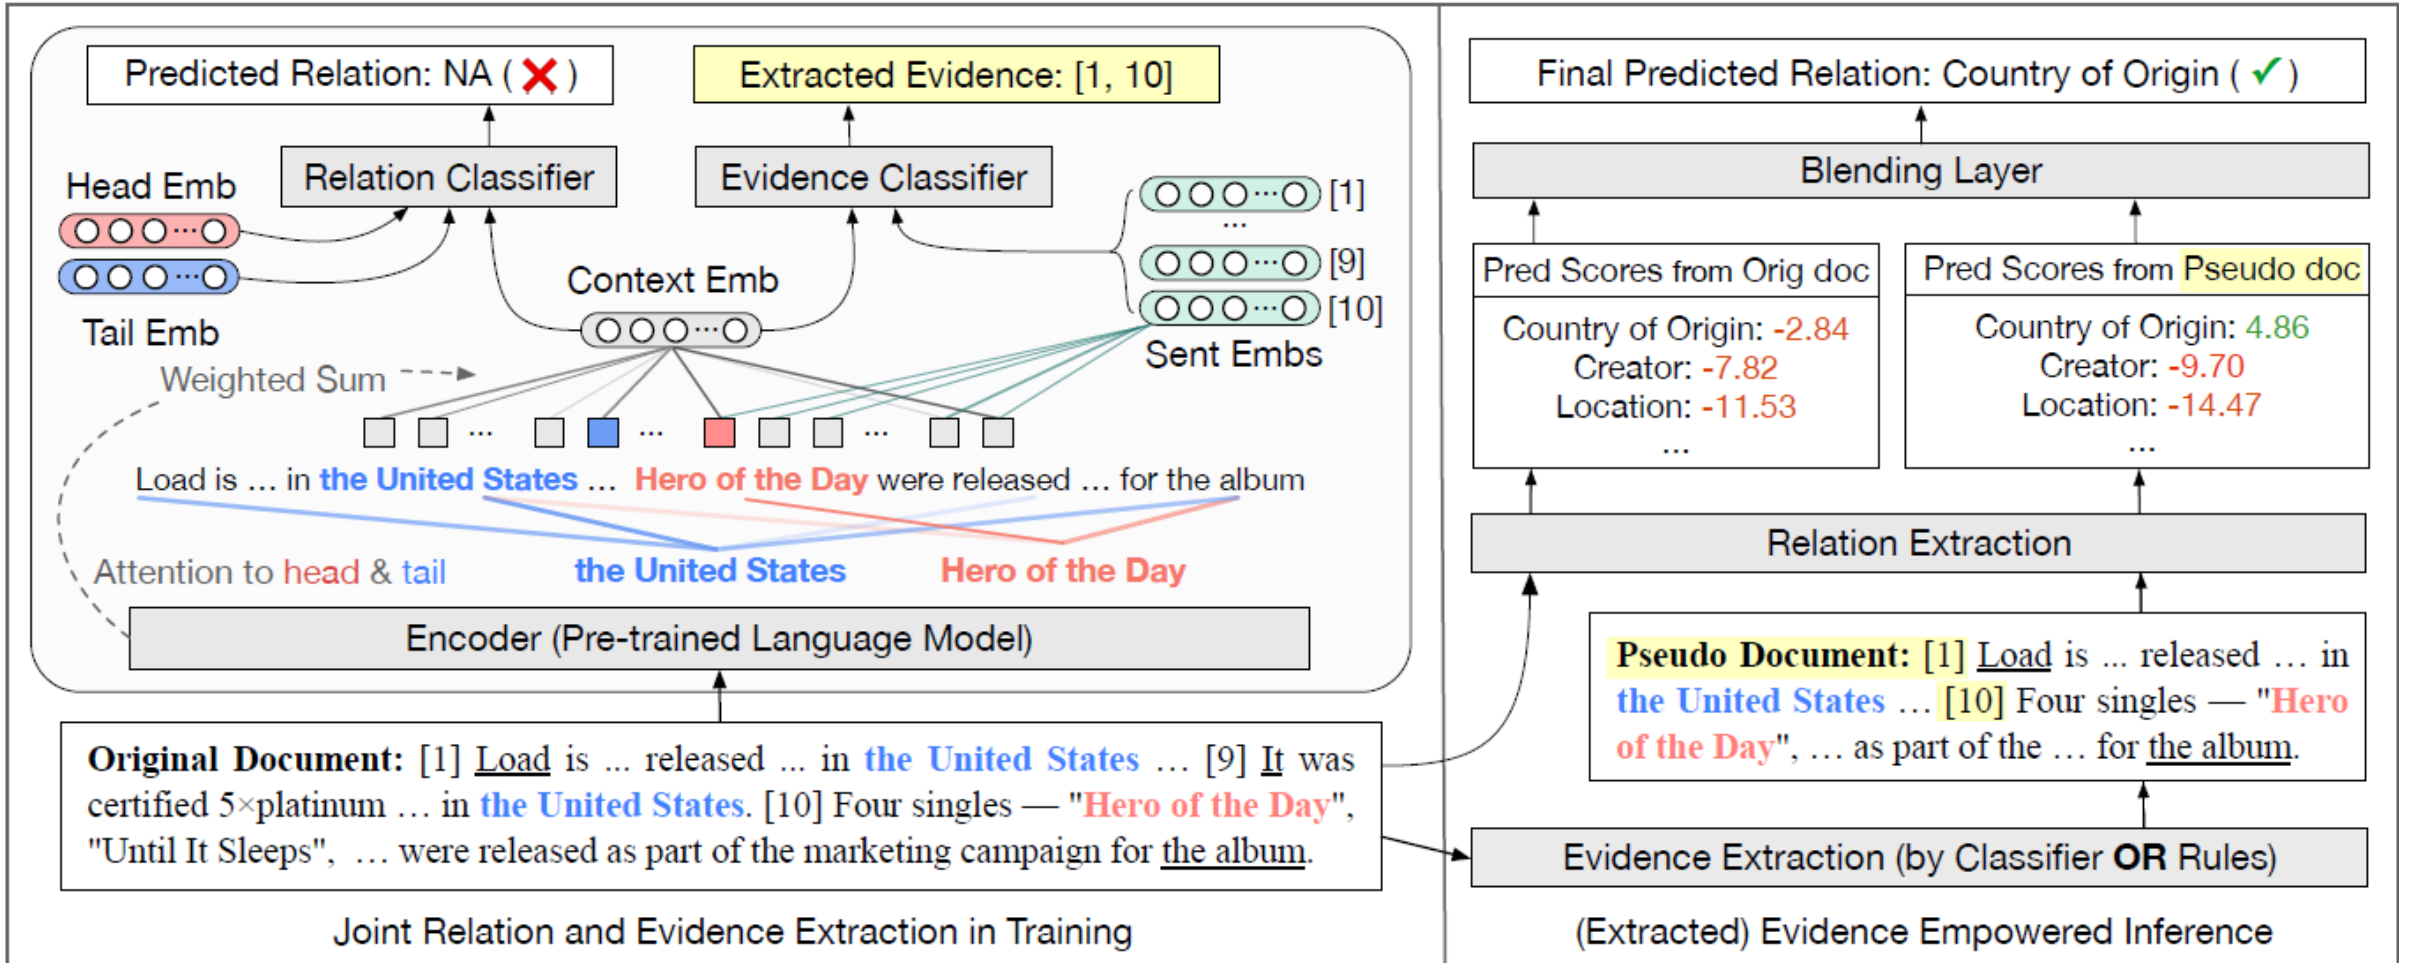 Predicted Relation: NA ( ❌ )
Extracted Evidence: [1, 10]
Relation Classifier
Evidence Classifier
Head Emb
Tail Emb
Context Emb
[1]
...
[9]
[10]
Sent Embs
Weighted Sum
... ... ...
Load is ... in the United States ... Hero of the Day were released ... for the album
Attention to head & tail
the United States
Hero of the Day
Encoder (Pre-trained Language Model)
Original Document: [1] Load is ... released ... in the United States ... [9] It was
certified 5×platinum ... in the United States. [10] Four singles — "Hero of the Day",
"Until It Sleeps", ... were released as part of the marketing campaign for the album.
Joint Relation and Evidence Extraction in Training
Final Predicted Relation: Country of Origin ( ✓ )
Blending Layer
Pred Scores from Orig doc
Country of Origin: -2.84
Creator: -7.82
Location: -11.53
...
Pred Scores from Pseudo doc
Country of Origin: 4.86
Creator: -9.70
Location: -14.47
...
Relation Extraction
Pseudo Document: [1] Load is ... released ... in
the United States ... [10] Four singles — "Hero
of the Day", ... as part of the ... for the album.
Evidence Extraction (by Classifier OR Rules)
(Extracted) Evidence Empowered Inference